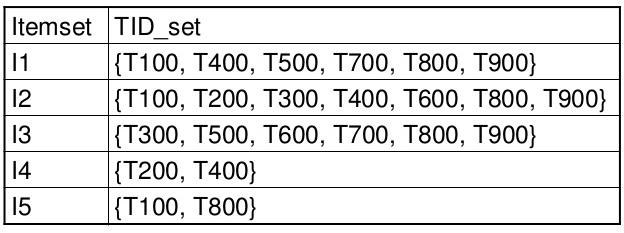 Itemset TID_set
I1 {T100, T400, T500, T700, T800, T900}
I2 {T100, T200, T300, T400, T600, T800, T900}
I3 {T300, T500, T600, T700, T800, T900}
I4 {T200, T400}
I5 {T100, T800}